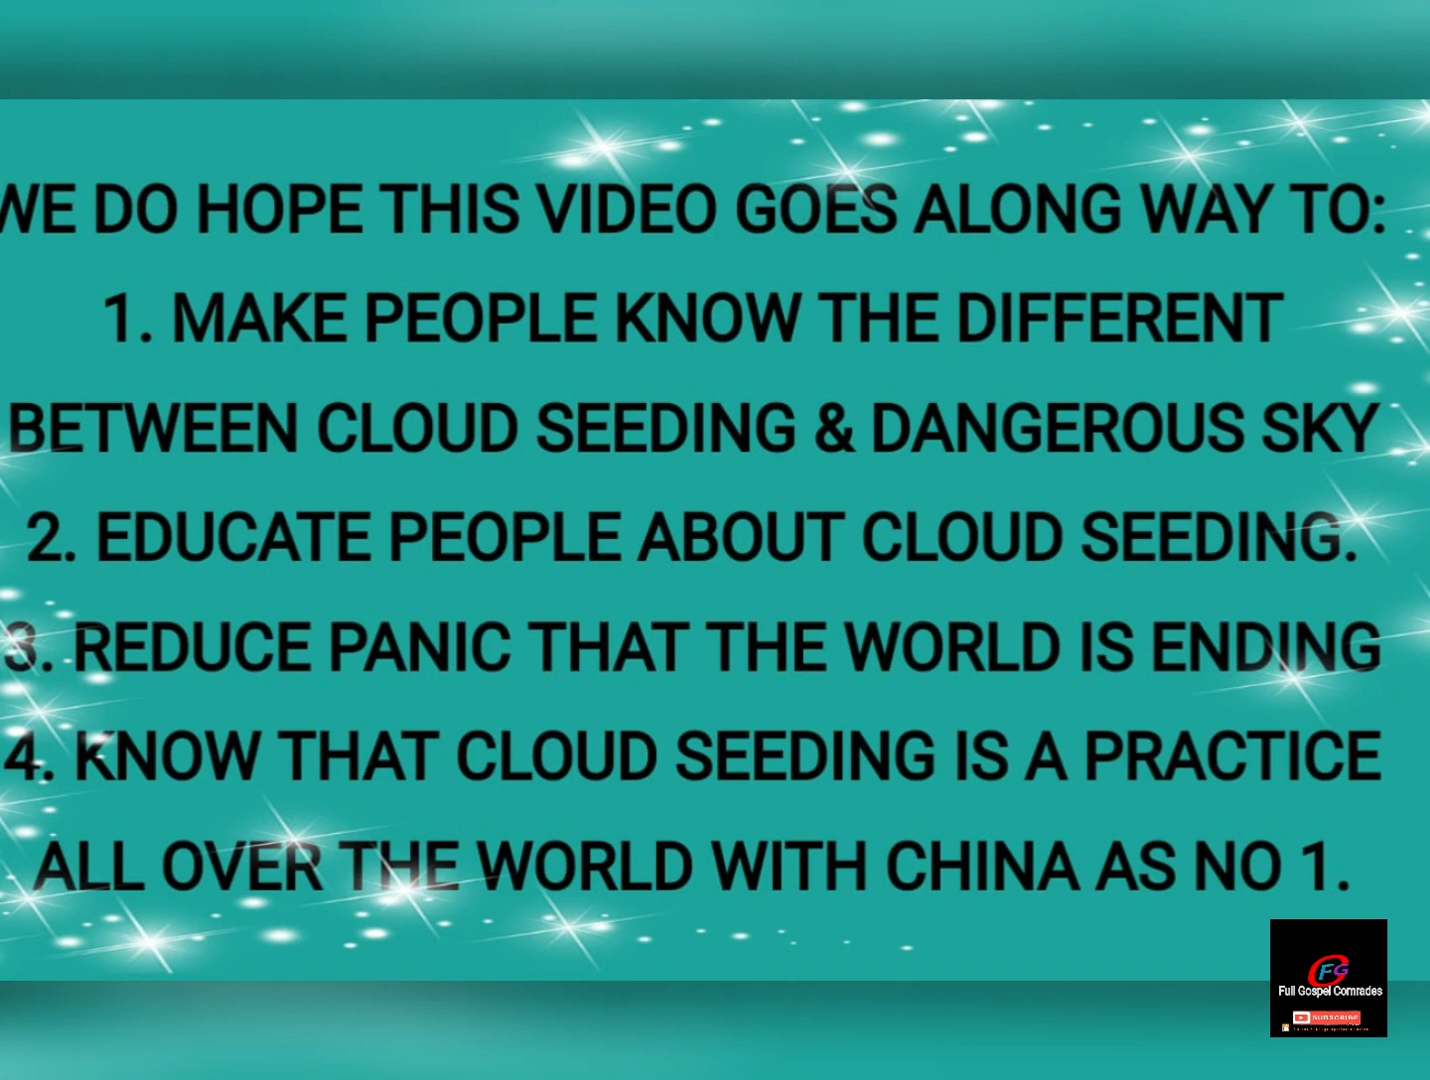 WE DO HOPE THIS VIDEO GOES ALONG WAY TO:
1. MAKE PEOPLE KNOW THE DIFFERENT
BETWEEN CLOUD SEEDING & DANGEROUS SKY
2. EDUCATE PEOPLE ABOUT CLOUD SEEDING.
3. REDUCE PANIC THAT THE WORLD IS ENDING
4. KNOW THAT CLOUD SEEDING IS A PRACTICE
ALL OVER THE WORLD WITH CHINA AS NO 1.
FG
Full Gospel Comrades
SUBSCRIBE